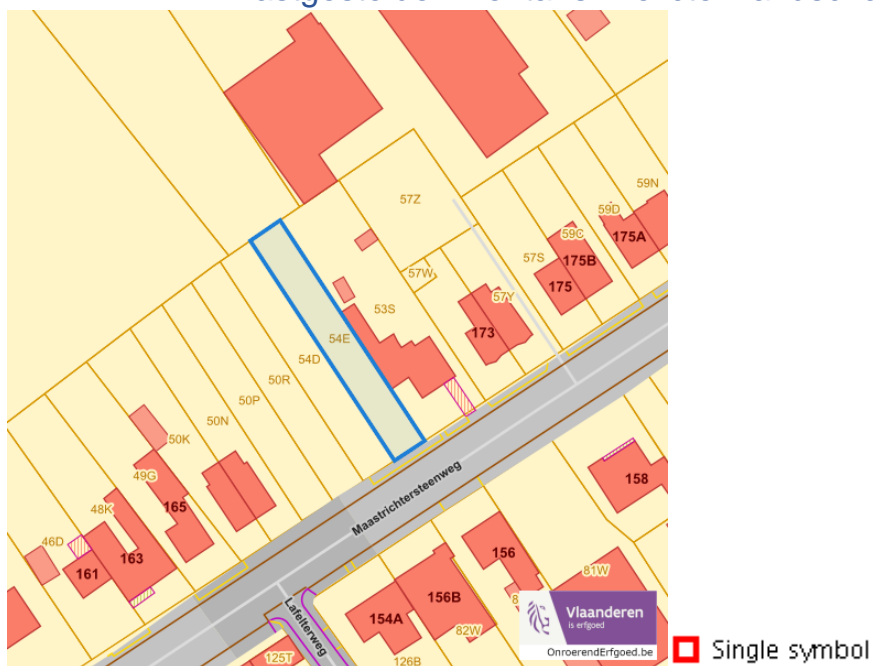 57Z
59N
59D
175A
59C
175B
57S
175
57W
57Y
53S
173
54E
54D
50R
50P
50N
50K
49G
165
48K
163
46D
161
Maastrichtersteenweg
158
156
81W
156B
154A
82W
126B
125T
Lafelterweg
Vlaanderen
is erfgoed
OnroerendErfgoed.be
Single symbol